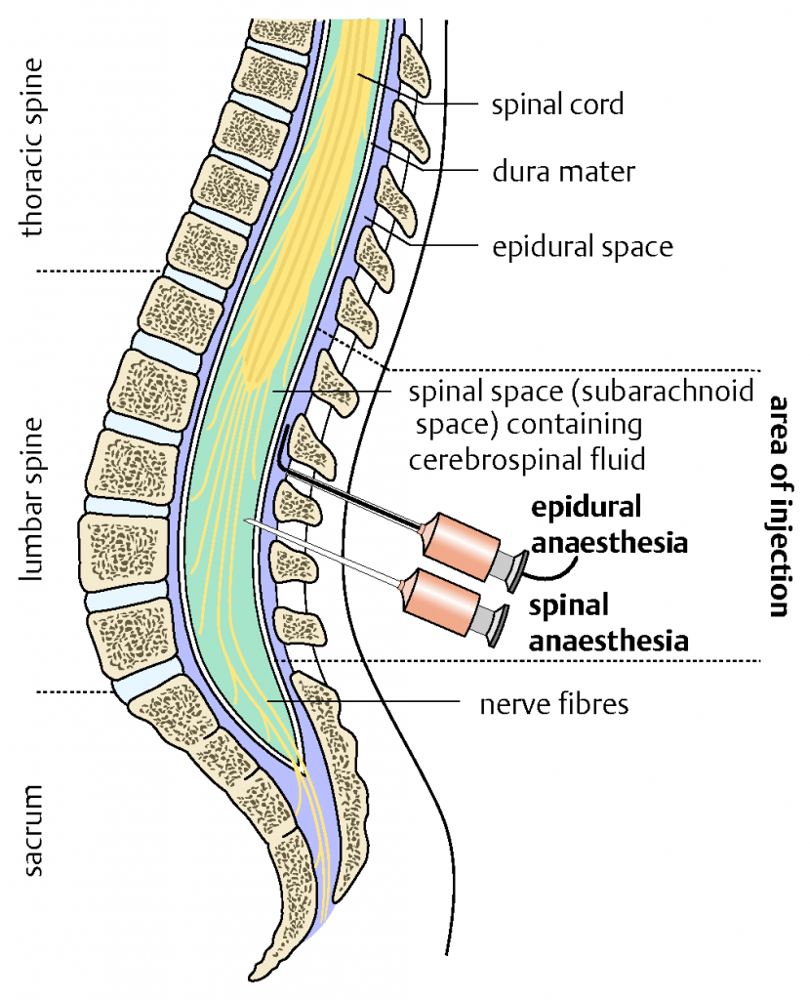 thoracic spine
spinal cord
dura mater
epidural space
spinal space (subarachnoid
space) containing
cerebrospinal fluid
area of injection
lumbar spine
epidural
anaesthesia
spinal
anaesthesia
nerve fibres
sacrum